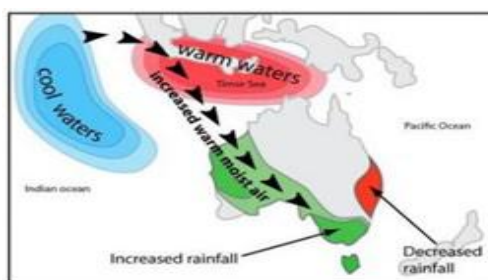 warm waters
Timor Sea
cool waters
increased warm moist air
Pacific Ocean
Indian ocean
Increased rainfall
Decreased
rainfall